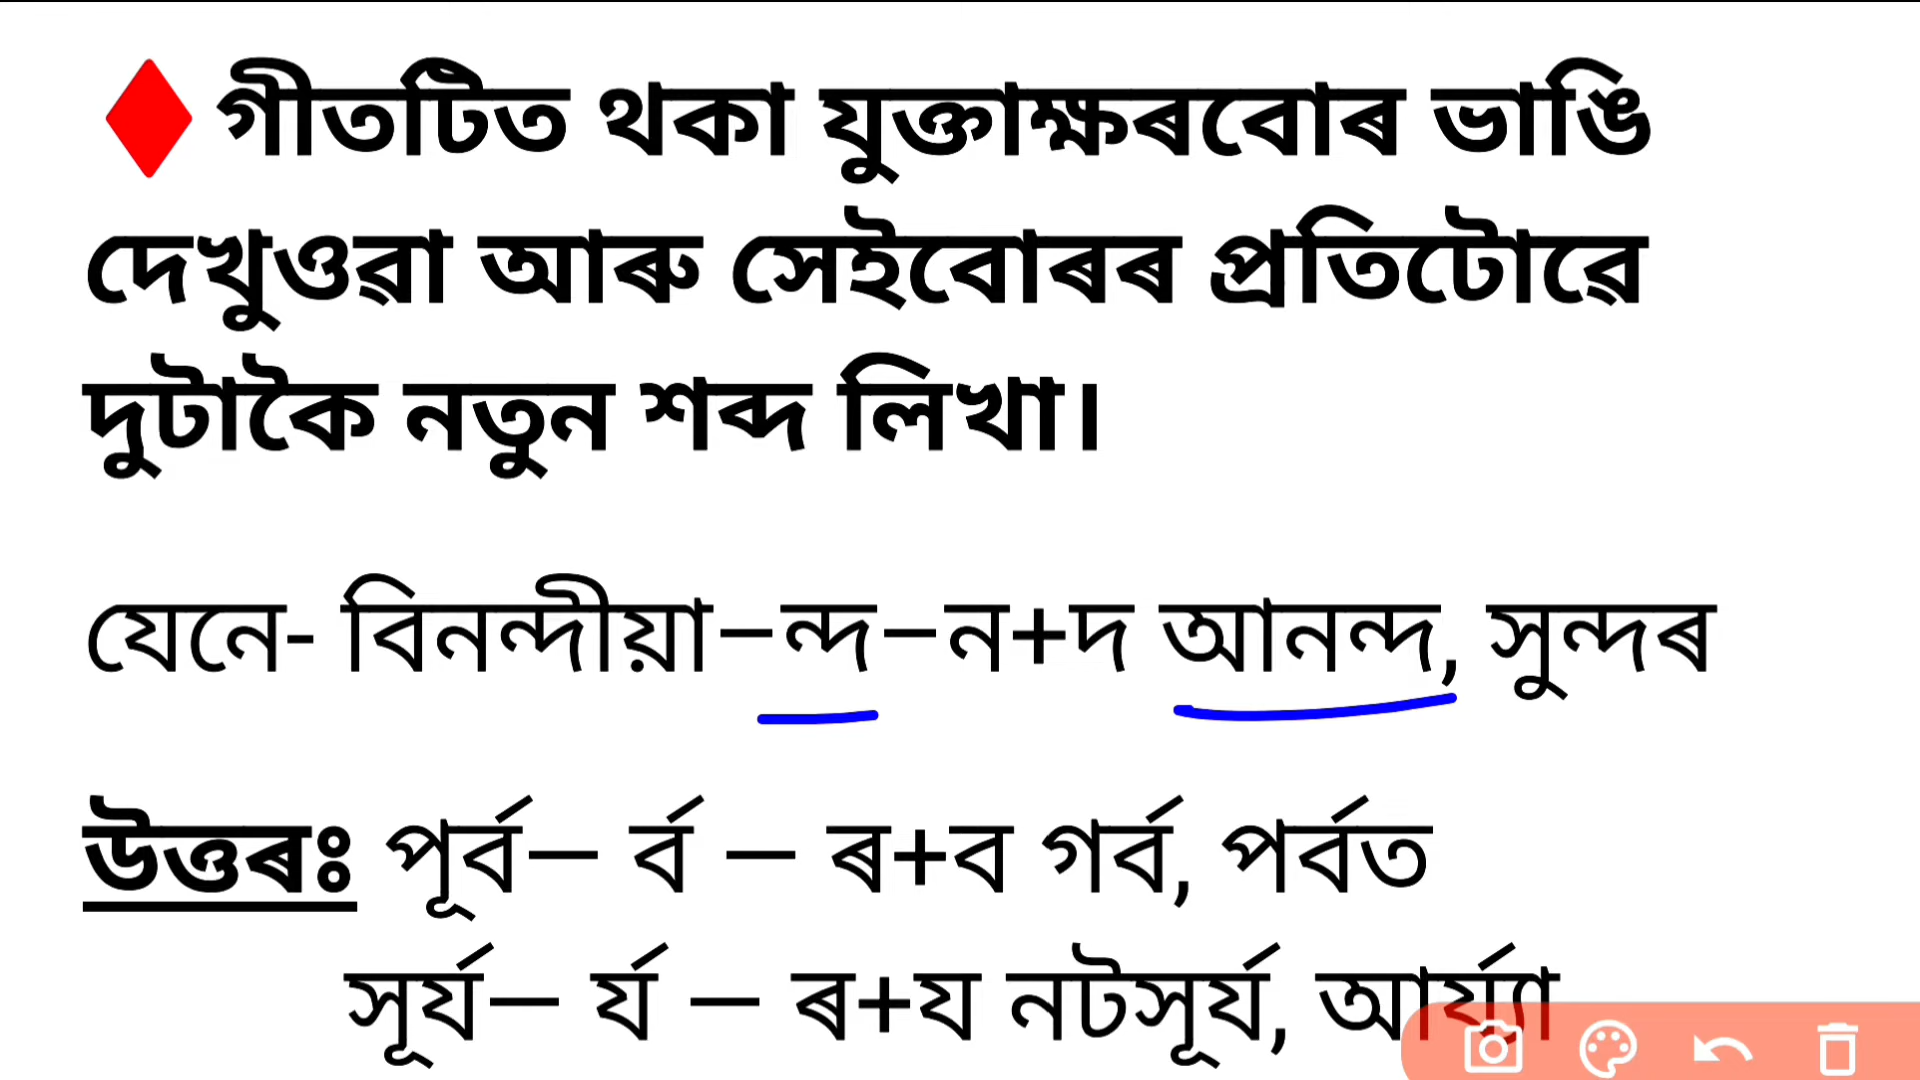 গীতটিত থকা যুক্তাক্ষৰবোৰ ভাঙি
দেখুওৱা আৰু সেইবোৰৰ প্ৰতিটোৱে
দুটাকৈ নতুন শব্দ লিখা।
যেনে- বিনন্দীয়া–ন্দ–ন+দ আনন্দ, সুন্দৰ
উত্তৰঃ পূৰ্ব– ৰ্ব – ৰ+ব গৰ্ব, পৰ্বত
সূৰ্য– ৰ্য – ৰ+য নটসূৰ্য, আৰ্য্যা